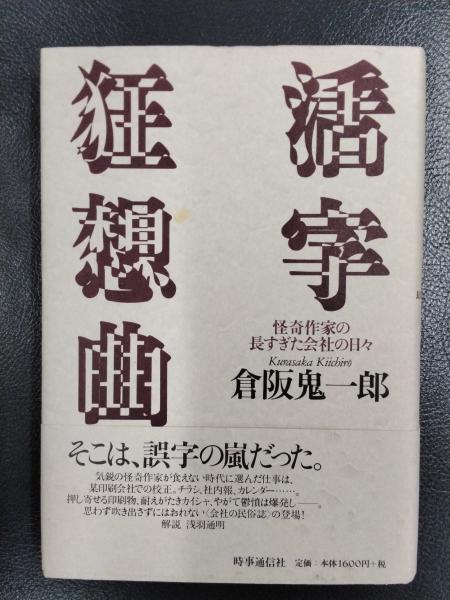 活字
狂想曲
怪奇作家の
長すぎた会社の日々
Kurasaka Kiichirō
倉阪鬼一郎
そこは、誤字の嵐だった。
気鋭の怪奇作家が食えない時代に選んだ仕事は、
某印刷会社での校正。チラシ、社内報、カレンダー……。
押し寄せる印刷物、耐えがたきカイシャ、やがて鬱憤は爆発し――。
思わず吹き出さずにはおれない〈会社の民俗誌〉の登場!
解説 浅羽通明
時事通信社 定価:本体1600円+税